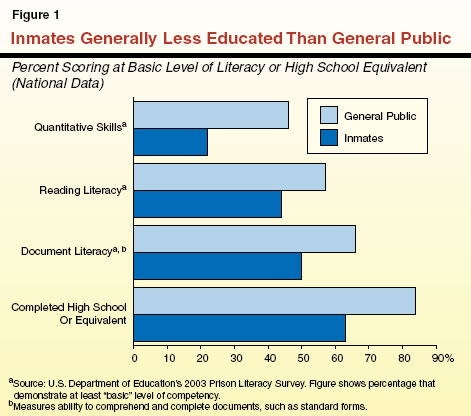 Figure 1
Inmates Generally Less Educated Than General Public
Percent Scoring at Basic Level of Literacy or High School Equivalent
(National Data)
General Public
Inmates
Quantitative Skillsa
Reading Literacya
Document Literacya, b
Completed High School
Or Equivalent
0 10 20 30 40 50 60 70 80 90%
aSource: U.S. Department of Education's 2003 Prison Literacy Survey. Figure shows percentage that
demonstrate at least "basic" level of competency.
bMeasures ability to comprehend and complete documents, such as standard forms.